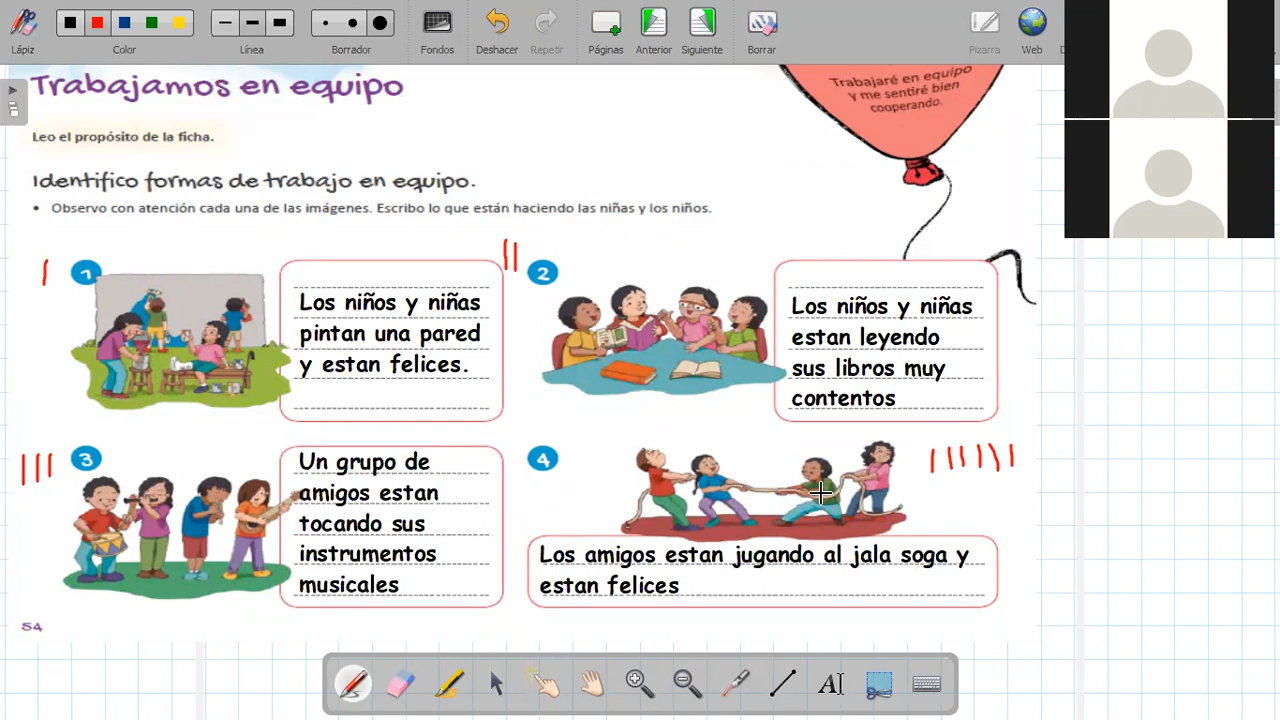 Lápiz
Color
Línea
Borrador
Fondos
Deshacer
Repetir
Páginas
Anterior
Siguiente
Borrar
Pizarra
Web
Trabajamos en equipo
Trabajaré en equipo
y me sentiré bien
cooperando.
Leo el propósito de la ficha.
Identifico formas de trabajo en equipo.
• Observo con atención cada una de las imágenes. Escribo lo que están haciendo las niñas y los niños.
1
Los niños y niñas
pintan una pared
y estan felices.
2
Los niños y niñas
estan leyendo
sus libros muy
contentos
3
Un grupo de
amigos estan
tocando sus
instrumentos
musicales
4
Los amigos estan jugando al jala soga y
estan felices
54